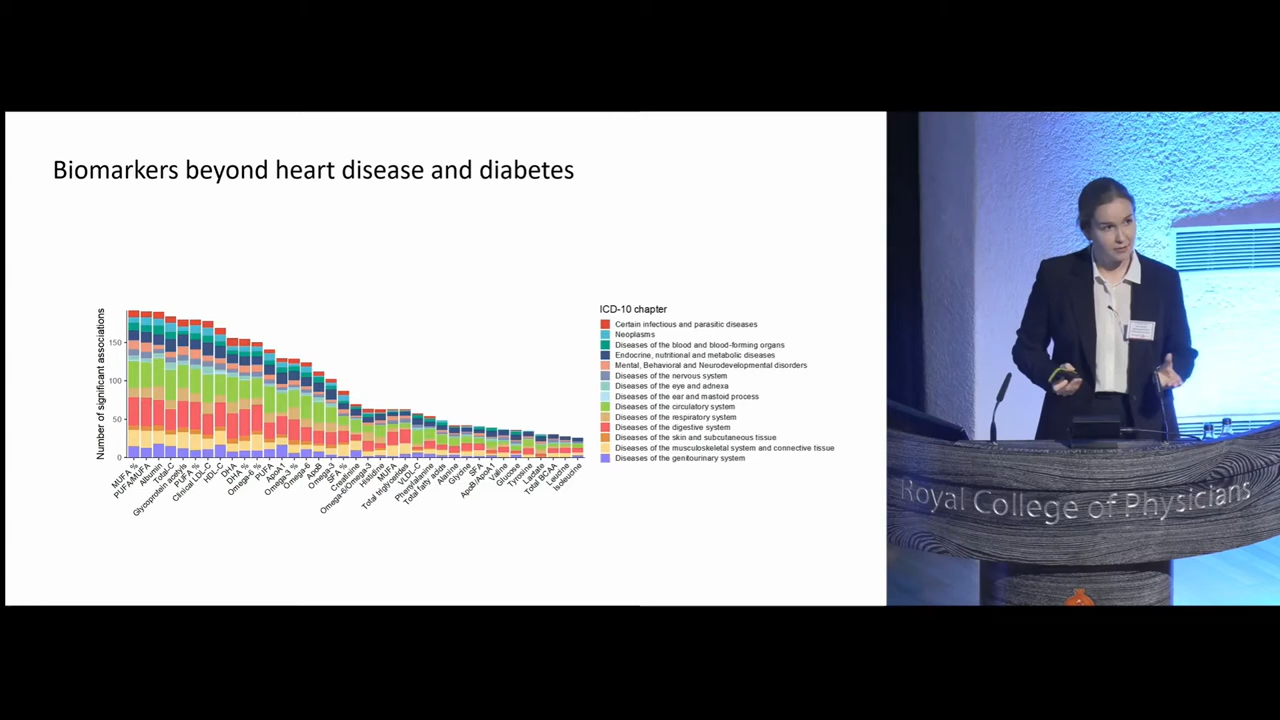 Biomarkers beyond heart disease and diabetes
Number of significant associations
150
100
50
0
MUFA %
PUFA/MUFA
Albumin
Total-C
Glycoprotein acetyls
PUFA %
Clinical LDL-C
HDL-C
DHA
DHA %
Omega-6 %
PUFA
ApoA1
Omega-3 %
Omega-6
ApoB
Omega-3
SFA %
Creatinine
Omega-6/Omega-3
Histidine
MUFA
Total triglycerides
VLDL-C
Phenylalanine
Total fatty acids
Alanine
Glycine
SFA
ApoB/ApoA1
Valine
Glucose
Tyrosine
Lactate
Total BCAA
Leucine
Isoleucine
ICD-10 chapter
Certain infectious and parasitic diseases
Neoplasms
Diseases of the blood and blood-forming organs
Endocrine, nutritional and metabolic diseases
Mental, Behavioral and Neurodevelopmental disorders
Diseases of the nervous system
Diseases of the eye and adnexa
Diseases of the ear and mastoid process
Diseases of the circulatory system
Diseases of the respiratory system
Diseases of the digestive system
Diseases of the skin and subcutaneous tissue
Diseases of the musculoskeletal system and connective tissue
Diseases of the genitourinary system
Royal College of Physicians